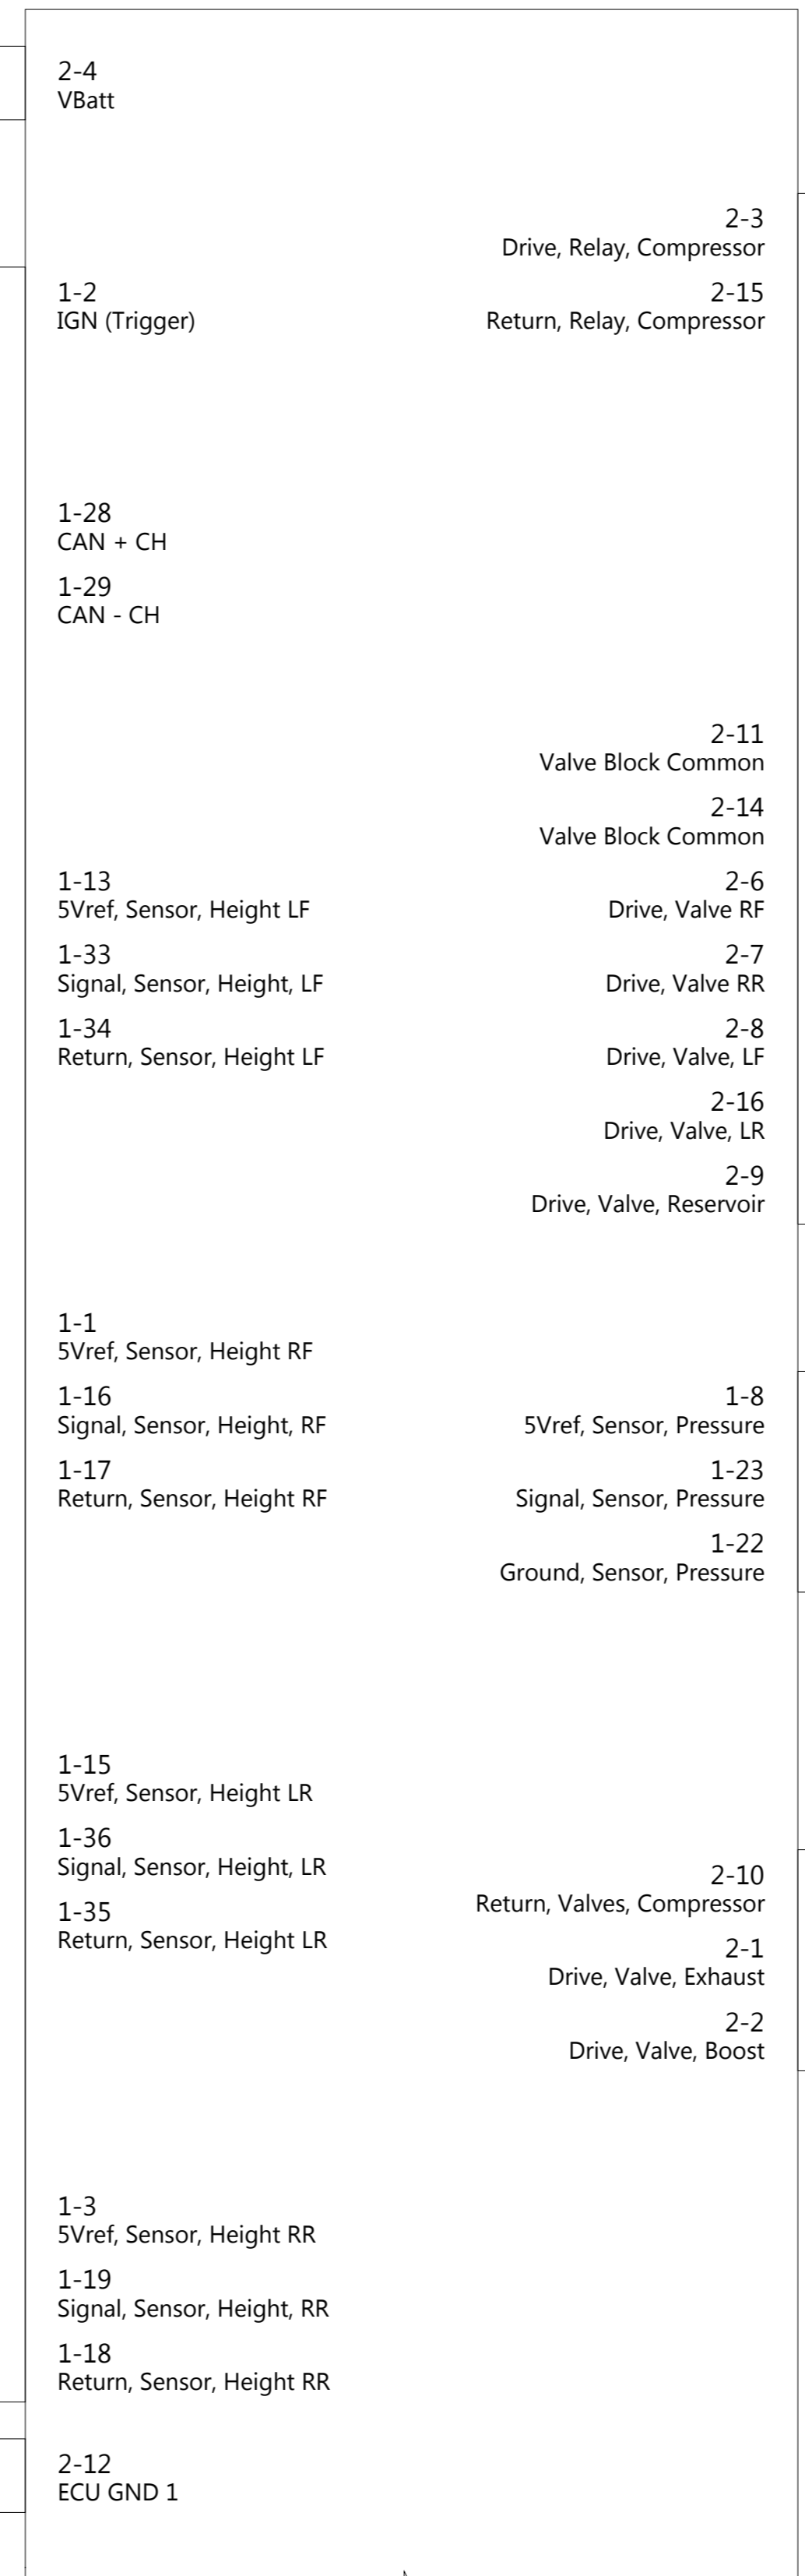 2-4
VBatt
2-3
Drive, Relay, Compressor
1-2
IGN (Trigger)
2-15
Return, Relay, Compressor
1-28
CAN + CH
1-29
CAN - CH
2-11
Valve Block Common
2-14
Valve Block Common
1-13
5Vref, Sensor, Height LF
2-6
Drive, Valve RF
1-33
Signal, Sensor, Height, LF
2-7
Drive, Valve RR
1-34
Return, Sensor, Height LF
2-8
Drive, Valve, LF
2-16
Drive, Valve, LR
2-9
Drive, Valve, Reservoir
1-1
5Vref, Sensor, Height RF
1-16
Signal, Sensor, Height, RF
1-8
5Vref, Sensor, Pressure
1-17
Return, Sensor, Height RF
1-23
Signal, Sensor, Pressure
1-22
Ground, Sensor, Pressure
1-15
5Vref, Sensor, Height LR
1-36
Signal, Sensor, Height, LR
2-10
Return, Valves, Compressor
1-35
Return, Sensor, Height LR
2-1
Drive, Valve, Exhaust
2-2
Drive, Valve, Boost
1-3
5Vref, Sensor, Height RR
1-19
Signal, Sensor, Height, RR
1-18
Return, Sensor, Height RR
2-12
ECU GND 1